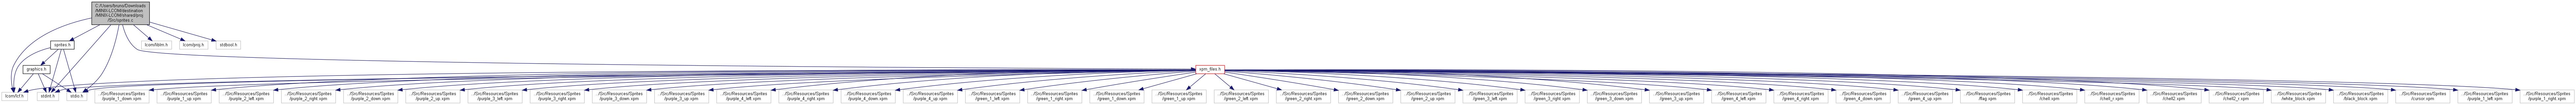 C:/Users/bruno/Downloads
/MINIX-LCOM/destination
/MINIX-LCOM/shared/proj
/Src/sprites.c
sprites.h
lcom/liblm.h
lcom/proj.h
stdbool.h
graphics.h
xpm_files.h
lcom/lcf.h
stdint.h
stdio.h
/Src/Resources/Sprites
/purple_1_down.xpm
/Src/Resources/Sprites
/purple_1_up.xpm
/Src/Resources/Sprites
/purple_2_left.xpm
/Src/Resources/Sprites
/purple_2_right.xpm
/Src/Resources/Sprites
/purple_2_down.xpm
/Src/Resources/Sprites
/purple_2_up.xpm
/Src/Resources/Sprites
/purple_3_left.xpm
/Src/Resources/Sprites
/purple_3_right.xpm
/Src/Resources/Sprites
/purple_3_down.xpm
/Src/Resources/Sprites
/purple_3_up.xpm
/Src/Resources/Sprites
/purple_4_left.xpm
/Src/Resources/Sprites
/purple_4_right.xpm
/Src/Resources/Sprites
/purple_4_down.xpm
/Src/Resources/Sprites
/purple_4_up.xpm
/Src/Resources/Sprites
/green_1_left.xpm
/Src/Resources/Sprites
/green_1_right.xpm
/Src/Resources/Sprites
/green_1_down.xpm
/Src/Resources/Sprites
/green_1_up.xpm
/Src/Resources/Sprites
/green_2_left.xpm
/Src/Resources/Sprites
/green_2_right.xpm
/Src/Resources/Sprites
/green_2_down.xpm
/Src/Resources/Sprites
/green_2_up.xpm
/Src/Resources/Sprites
/green_3_left.xpm
/Src/Resources/Sprites
/green_3_right.xpm
/Src/Resources/Sprites
/green_3_down.xpm
/Src/Resources/Sprites
/green_3_up.xpm
/Src/Resources/Sprites
/green_4_left.xpm
/Src/Resources/Sprites
/green_4_right.xpm
/Src/Resources/Sprites
/green_4_down.xpm
/Src/Resources/Sprites
/green_4_up.xpm
/Src/Resources/Sprites
/flag.xpm
/Src/Resources/Sprites
/chell.xpm
/Src/Resources/Sprites
/chell_r.xpm
/Src/Resources/Sprites
/chell2.xpm
/Src/Resources/Sprites
/chell2_r.xpm
/Src/Resources/Sprites
/white_block.xpm
/Src/Resources/Sprites
/black_block.xpm
/Src/Resources/Sprites
/cursor.xpm
/Src/Resources/Sprites
/purple_1_left.xpm
/Src/Resources/Sprites
/purple_1_right.xpm